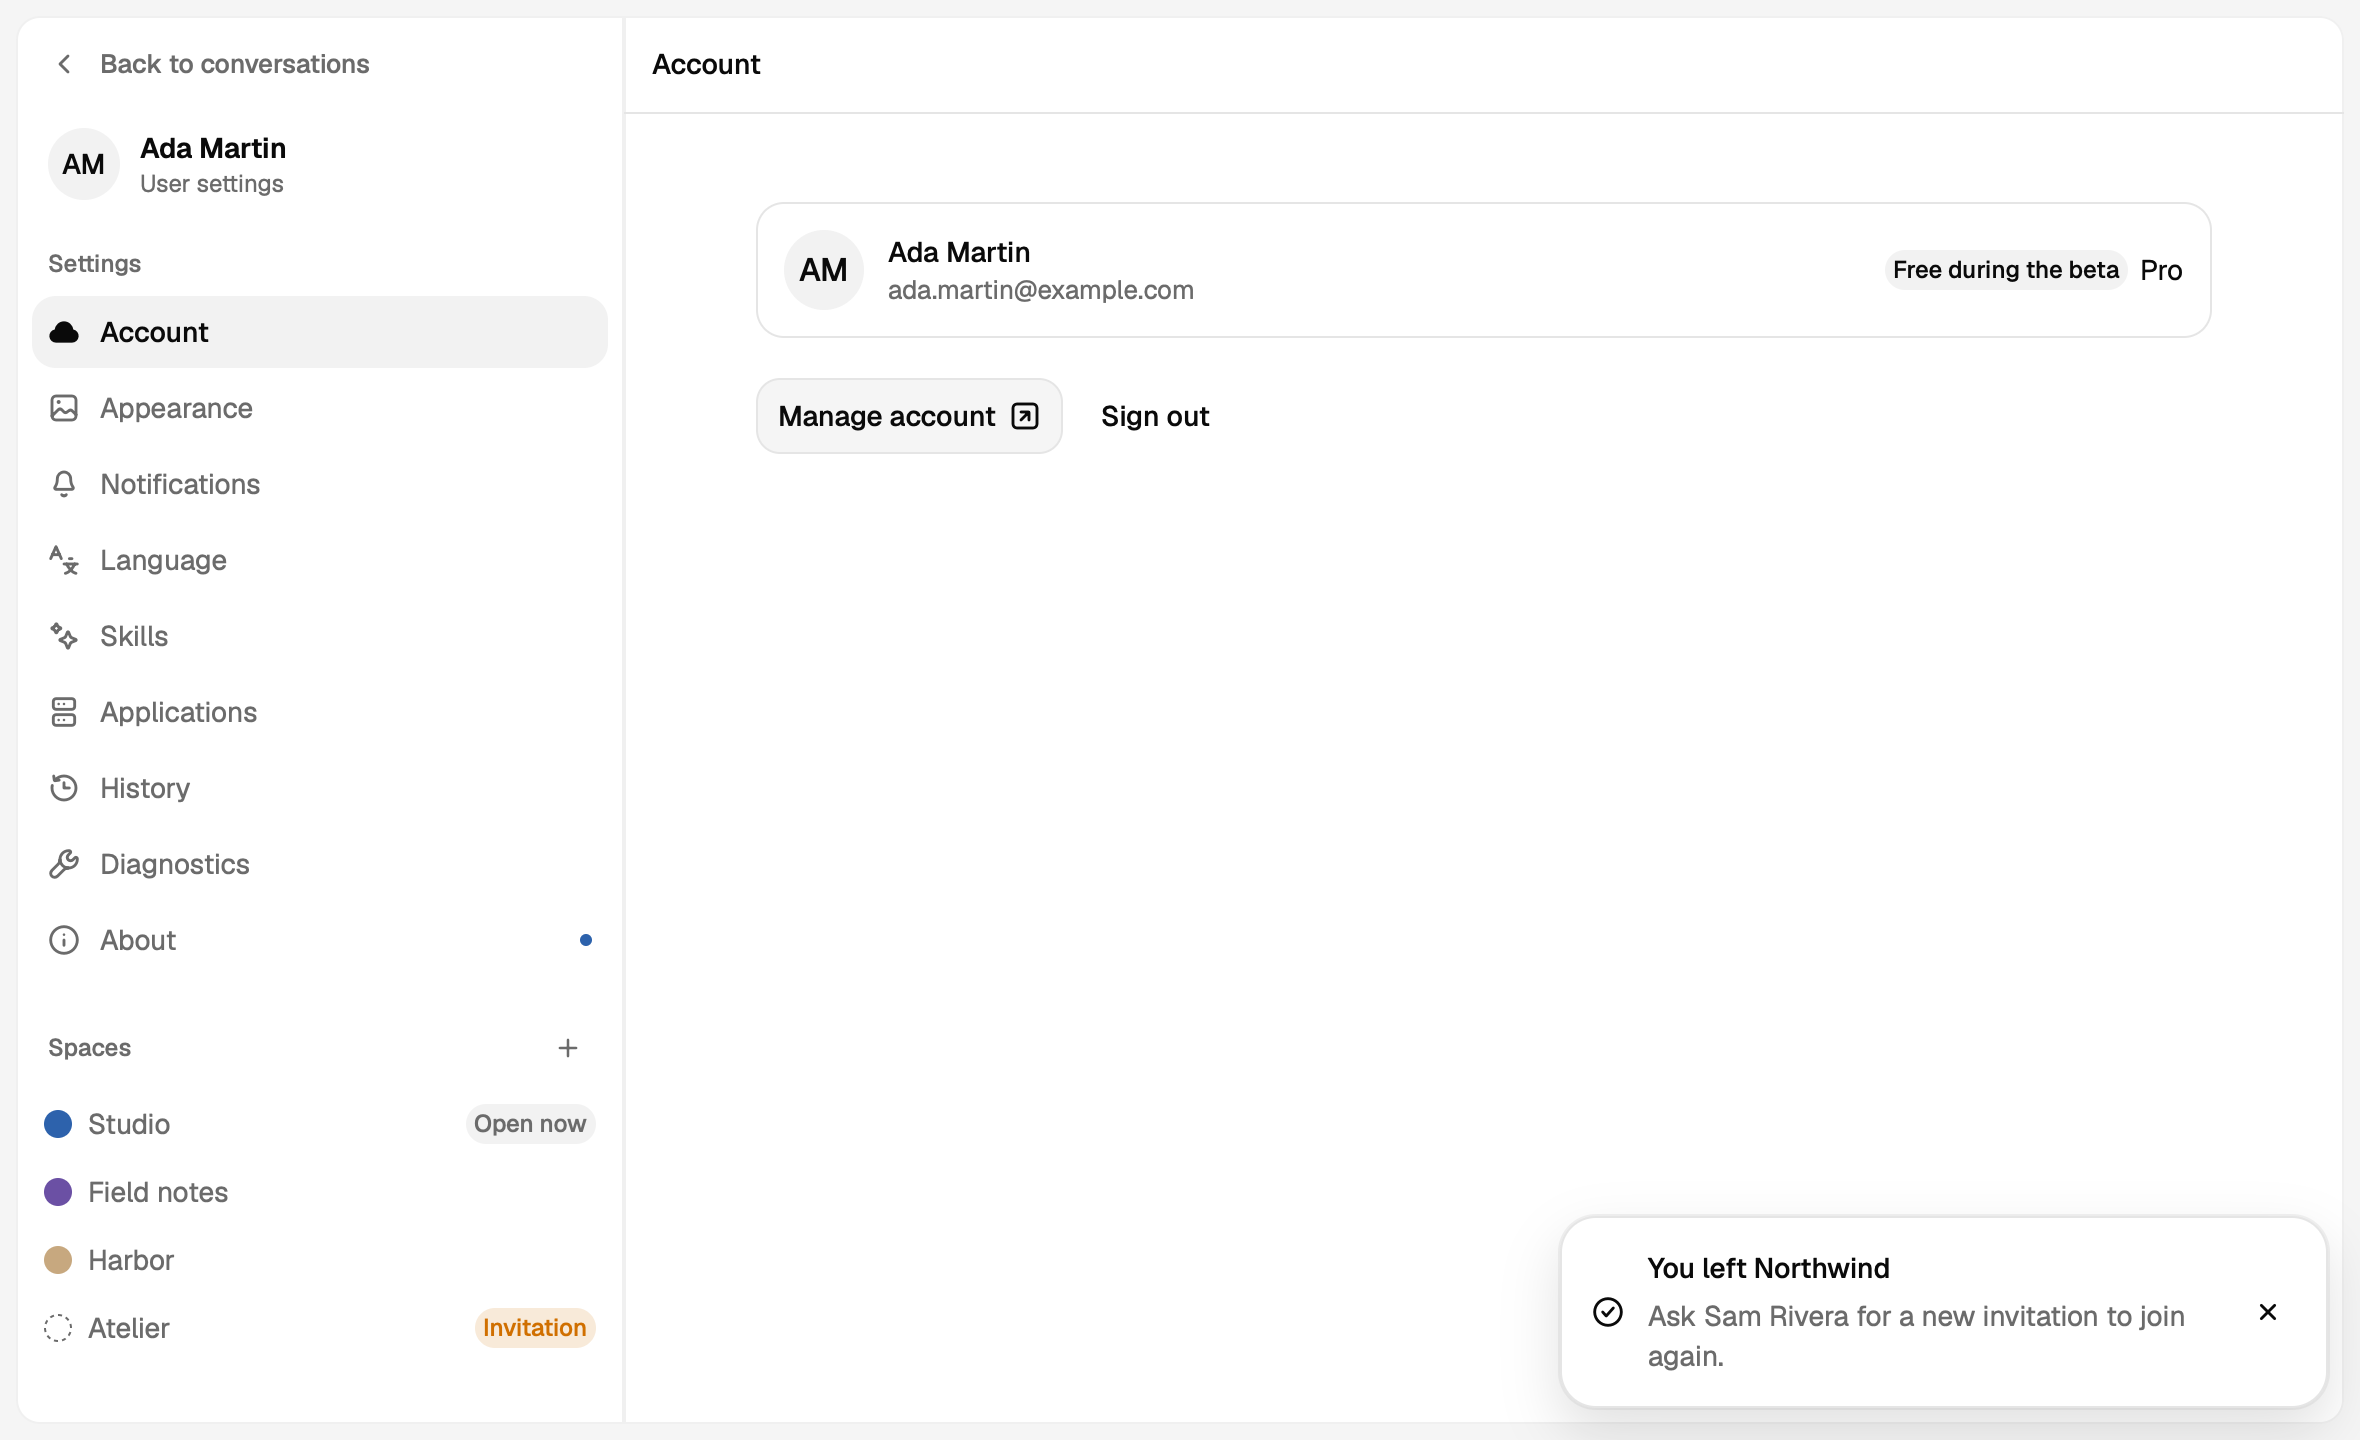 Back to conversations
AM
Ada Martin
User settings
Settings
Account
Appearance
Notifications
Language
Skills
Applications
History
Diagnostics
About
Spaces
Studio
Open now
Field notes
Harbor
Atelier
Invitation
Account
AM
Ada Martin
ada.martin@example.com
Free during the beta
Pro
Manage account
Sign out
You left Northwind
Ask Sam Rivera for a new invitation to join
again.